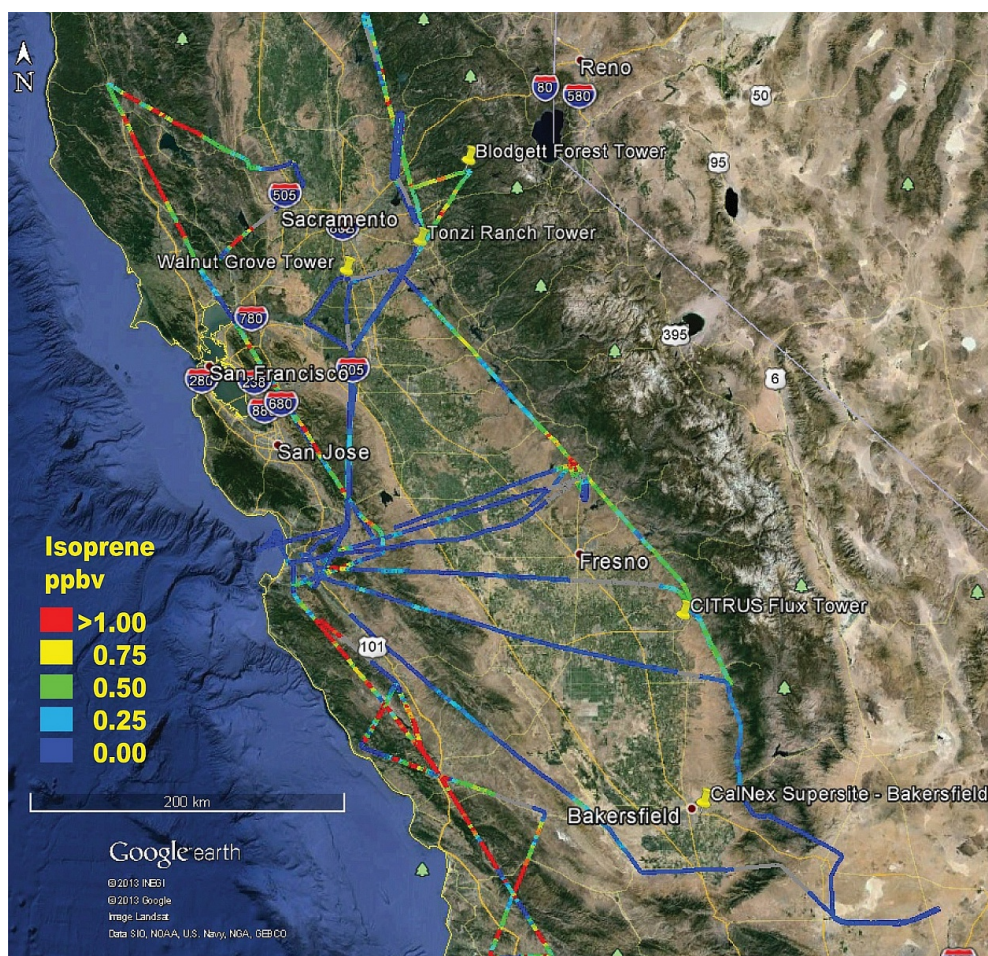 N
Reno
80
580
50
Blodgett Forest Tower
95
505
Sacramento
Tonzi Ranch Tower
Walnut Grove Tower
780
395
San Francisco
280
238
605
6
680
San Jose
Isoprene
ppbv
>1.00
0.75
0.50
0.25
0.00
Fresno
CITRUS Flux Tower
101
200 km
CalNex Supersite - Bakersfield
Bakersfield
Google earth
©2013 INEGI
©2013 Google
Image Landsat
Data SIO, NOAA, U.S. Navy, NGA, GEBCO